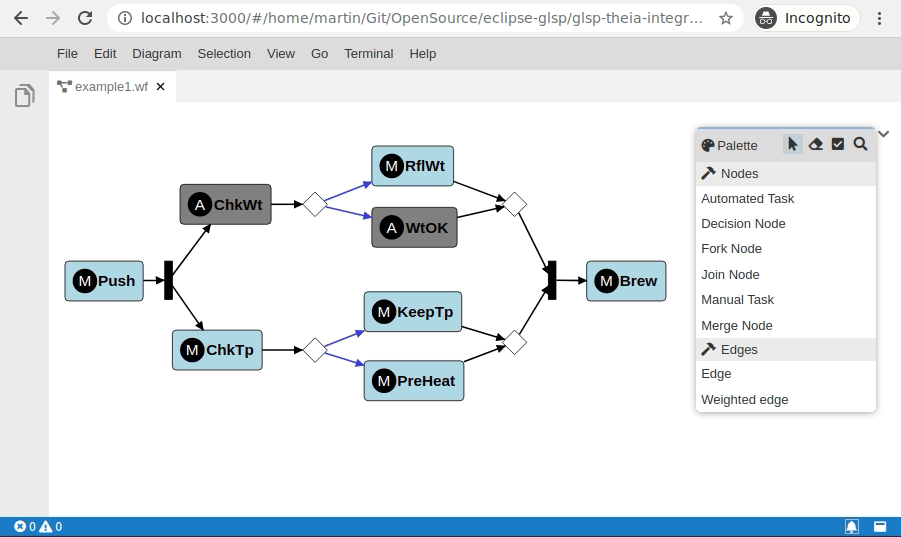 localhost:3000/#/home/martin/Git/OpenSource/eclipse-glsp/glsp-theia-integr...
Incognito
File Edit Diagram Selection View Go Terminal Help
example1.wf
M RflWt
A ChkWt
A WtOK
M Push
M Brew
M KeepTp
M ChkTp
M PreHeat
Palette
Nodes
Automated Task
Decision Node
Fork Node
Join Node
Manual Task
Merge Node
Edges
Edge
Weighted edge
0 0